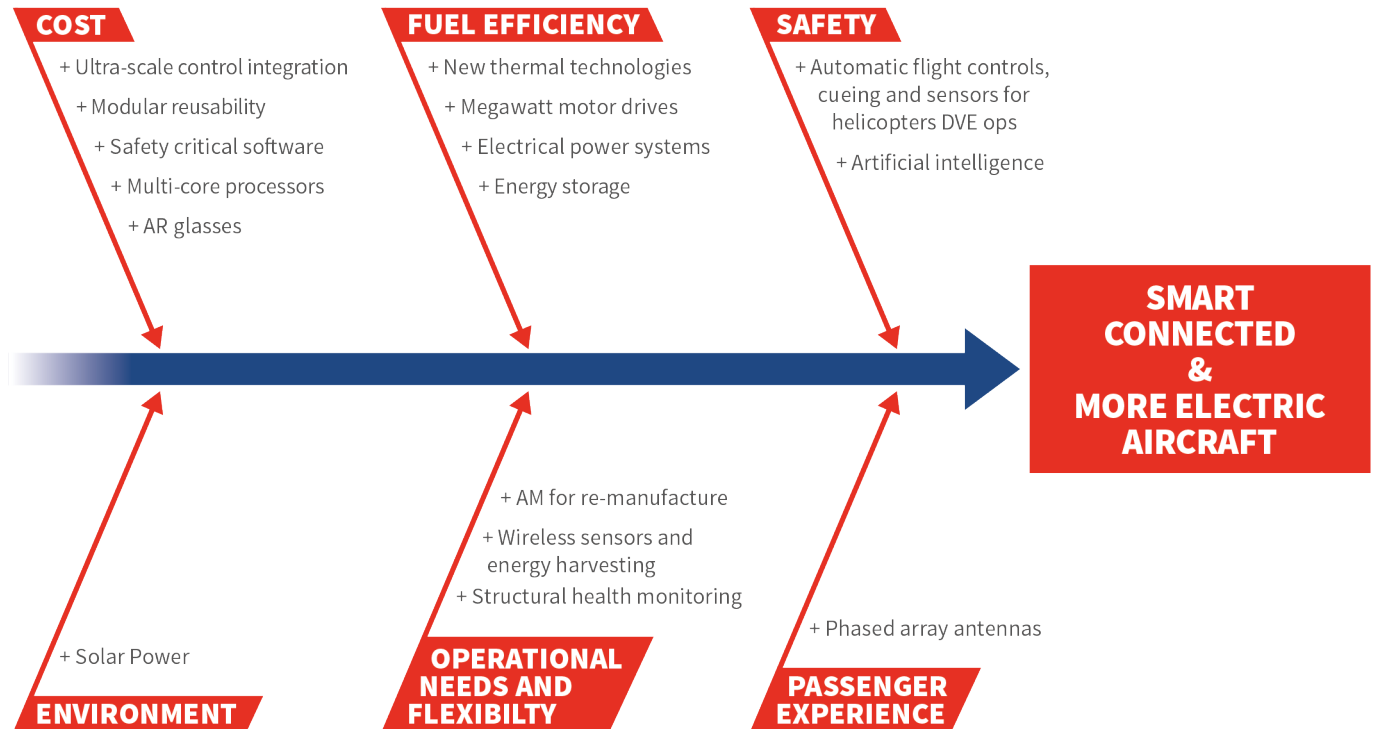 COST
+ Ultra-scale control integration
+ Modular reusability
+ Safety critical software
+ Multi-core processors
+ AR glasses
FUEL EFFICIENCY
+ New thermal technologies
+ Megawatt motor drives
+ Electrical power systems
+ Energy storage
SAFETY
+ Automatic flight controls,
cueing and sensors for
helicopters DVE ops
+ Artificial intelligence
SMART
CONNECTED
&
MORE ELECTRIC
AIRCRAFT
+ Solar Power
ENVIRONMENT
+ AM for re-manufacture
+ Wireless sensors and
energy harvesting
+ Structural health monitoring
OPERATIONAL
NEEDS AND
FLEXIBILTY
+ Phased array antennas
PASSENGER
EXPERIENCE